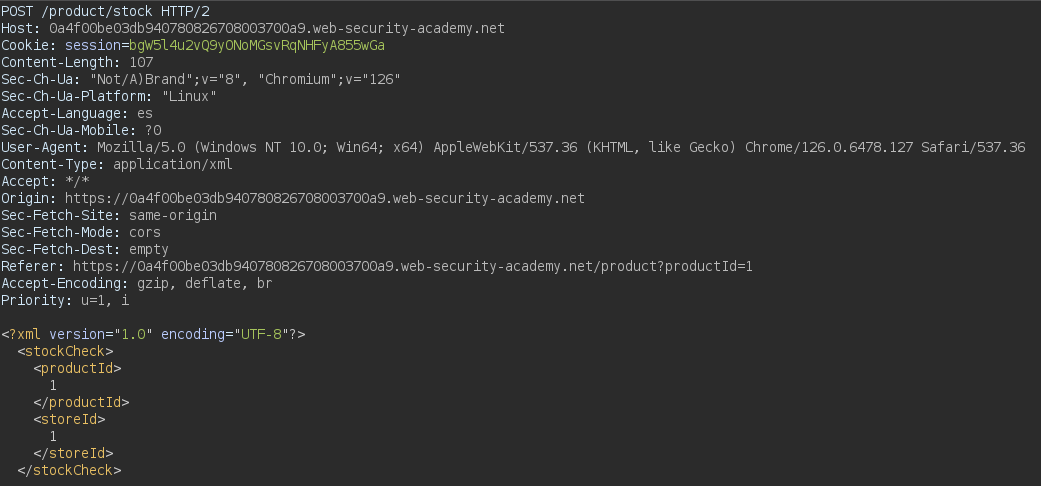 POST /product/stock HTTP/2
Host: 0a4f00be03db940780826708003700a9.web-security-academy.net
Cookie: session=bgW5l4u2vQ9yONoMGsvRqNHFyA855wGa
Content-Length: 107
Sec-Ch-Ua: "Not/A)Brand";v="8", "Chromium";v="126"
Sec-Ch-Ua-Platform: "Linux"
Accept-Language: es
Sec-Ch-Ua-Mobile: ?0
User-Agent: Mozilla/5.0 (Windows NT 10.0; Win64; x64) AppleWebKit/537.36 (KHTML, like Gecko) Chrome/126.0.6478.127 Safari/537.36
Content-Type: application/xml
Accept: */*
Origin: https://0a4f00be03db940780826708003700a9.web-security-academy.net
Sec-Fetch-Site: same-origin
Sec-Fetch-Mode: cors
Sec-Fetch-Dest: empty
Referer: https://0a4f00be03db940780826708003700a9.web-security-academy.net/product?productId=1
Accept-Encoding: gzip, deflate, br
Priority: u=1, i

<?xml version="1.0" encoding="UTF-8"?>
  <stockCheck>
    <productId>
      1
    </productId>
    <storeId>
      1
    </storeId>
  </stockCheck>